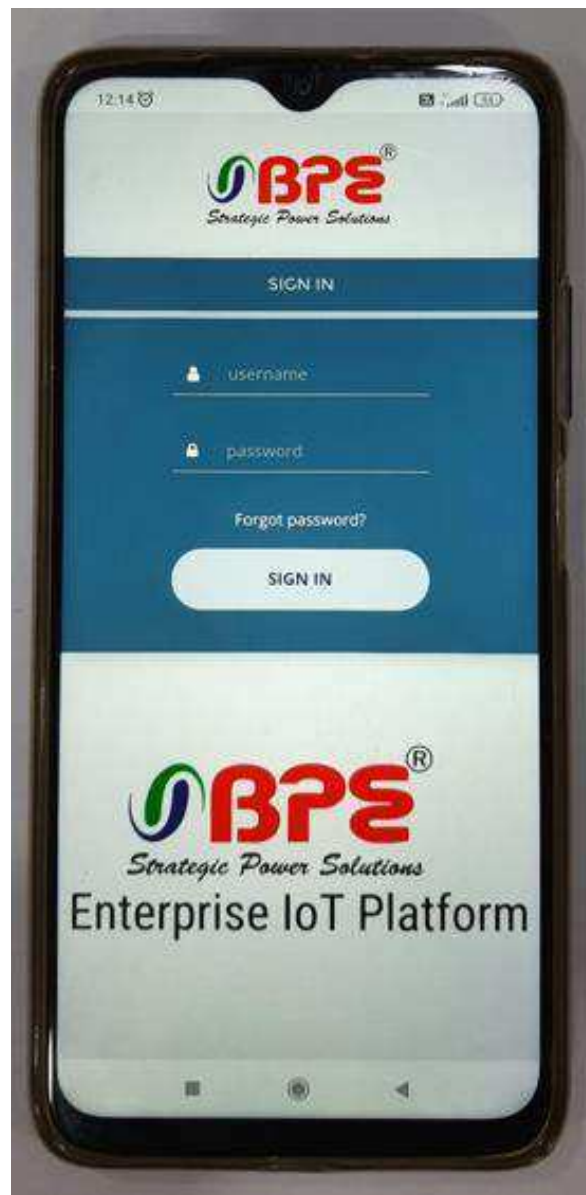 12:14
BPE®
Strategic Power Solutions
SIGN IN
username
password
Forgot password?
SIGN IN
BPE®
Strategic Power Solutions
Enterprise IoT Platform